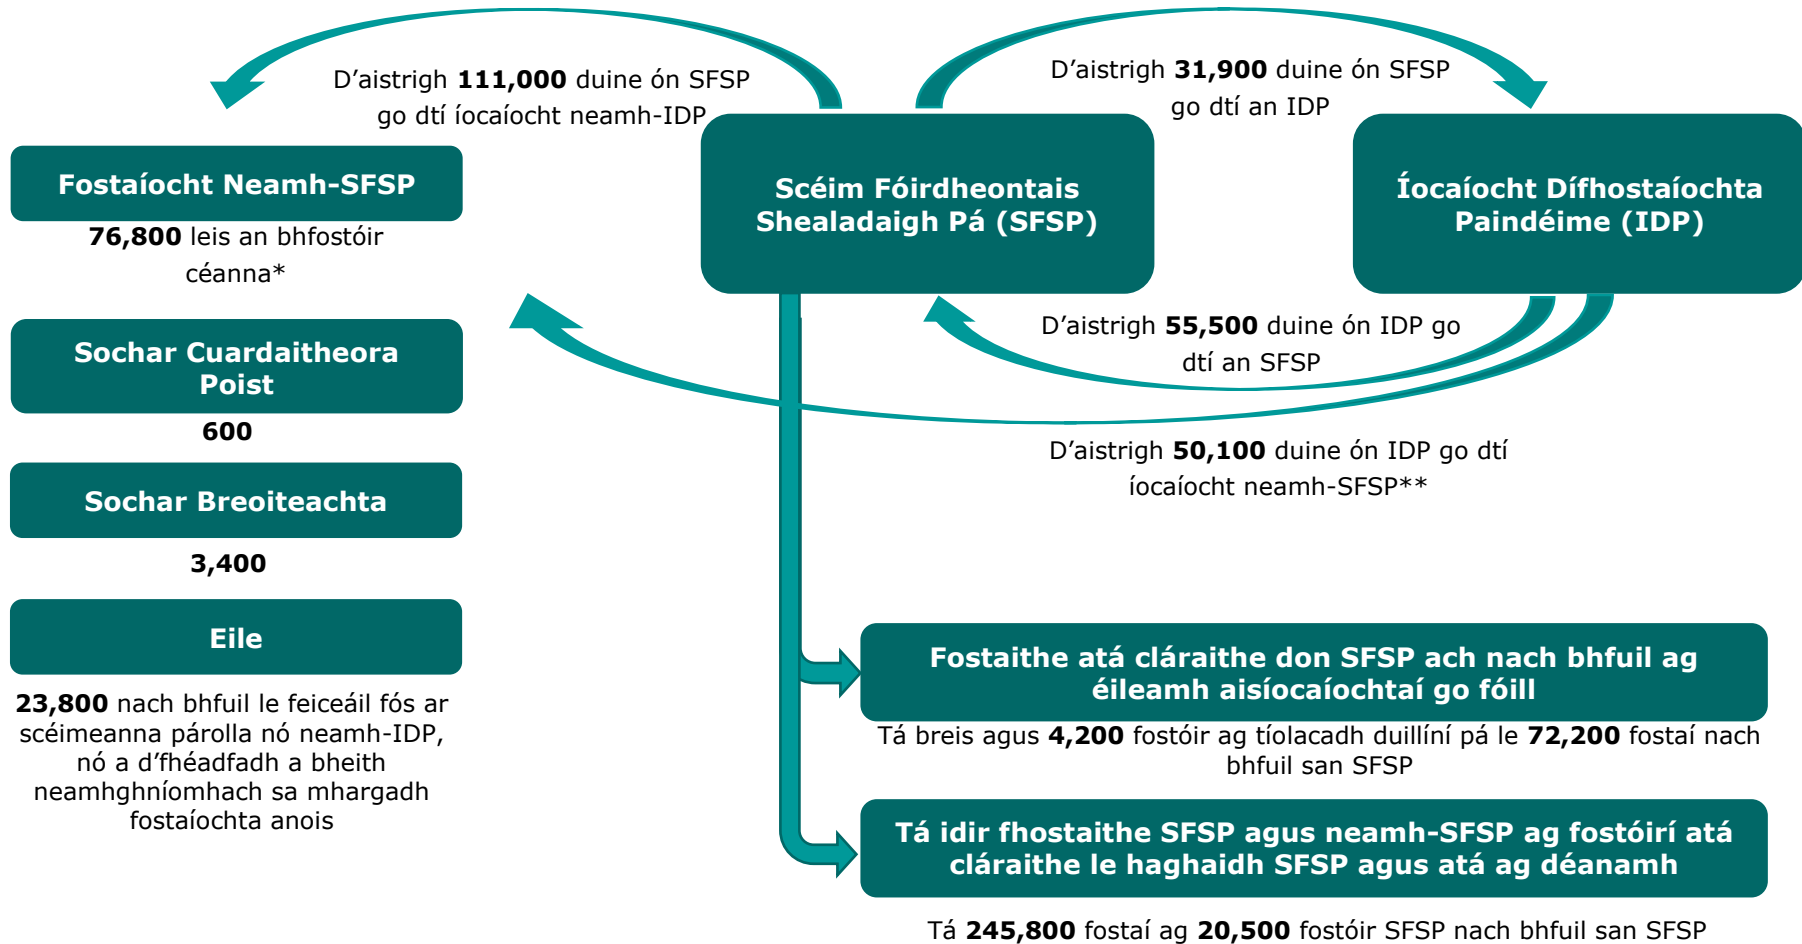 D’aistrigh 111,000 duine ón SFSP
go dtí íocaíocht neamh-IDP
D’aistrigh 31,900 duine ón SFSP
go dtí an IDP
Fostaíocht Neamh-SFSP
76,800 leis an bhfostóir
céanna*
Scéim Fóirdheontais
Shealadaigh Pá (SFSP)
Íocaíocht Dífhostaíochta
Paindéime (IDP)
D’aistrigh 55,500 duine ón IDP go
dtí an SFSP
Sochar Cuardaitheora
Poist
600
D’aistrigh 50,100 duine ón IDP go dtí
íocaíocht neamh-SFSP**
Sochar Breoiteachta
3,400
Eile
23,800 nach bhfuil le feiceáil fós ar
scéimeanna párolla nó neamh-IDP,
nó a d’fhéadfadh a bheith
neamhghníomhach sa mhargadh
fostaíochta anois
Fostaithe atá cláraithe don SFSP ach nach bhfuil ag
éileamh aisíocaíochtaí go fóill
Tá breis agus 4,200 fostóir ag tíolacadh duillíní pá le 72,200 fostaí nach
bhfuil san SFSP
Tá idir fhostaithe SFSP agus neamh-SFSP ag fostóirí atá
cláraithe le haghaidh SFSP agus atá ag déanamh
Tá 245,800 fostaí ag 20,500 fostóir SFSP nach bhfuil san SFSP